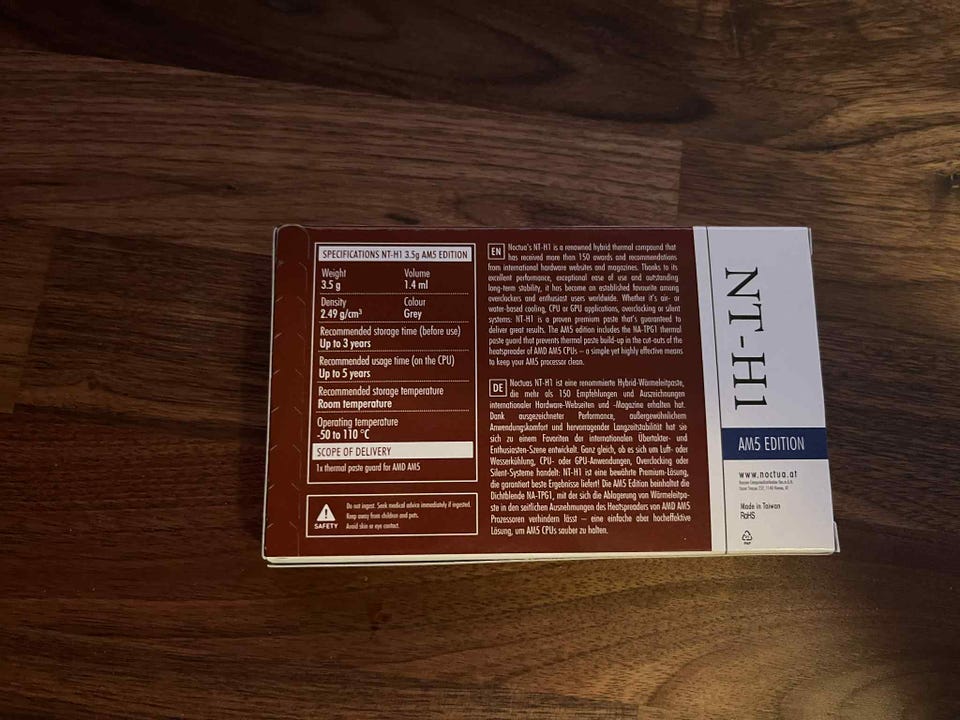 SPECIFICATIONS NT-H1 3.5g AM5 EDITION
Weight
3.5 g
Volume
1.4 ml
Density
2.49 g/cm³
Colour
Grey
Recommended storage time (before use)
Up to 3 years
Recommended usage time (on the CPU)
Up to 5 years
Recommended storage temperature
Room temperature
Operating temperature
-50 to 110 °C
SCOPE OF DELIVERY
1x thermal paste guard for AMD AM5
SAFETY
Do not ingest. Seek medical advice immediately if ingested.
Keep away from children and pets.
Avoid skin or eye contact.
EN
Noctua's NT-H1 is a renowned hybrid thermal compound that
has received more than 150 awards and recommendations
from international hardware websites and magazines. Thanks to its
excellent performance, exceptional ease of use and outstanding
long-term stability, it has become an established favourite among
overclockers and enthusiast users worldwide. Whether it's air- or
water-based cooling, CPU or GPU applications, overclocking or silent
systems: NT-H1 is a proven premium paste that's guaranteed to
deliver great results. The AM5 edition includes the NA-TPG1 thermal
paste guard that prevents thermal paste build-up in the cut-outs of the
heatspreader of AMD AM5 CPUs – a simple yet highly effective means
to keep your AM5 processor clean.
DE
Noctuas NT-H1 ist eine renommierte Hybrid-Wärmeleitpaste,
die mehr als 150 Empfehlungen und Auszeichnungen
internationaler Hardware-Webseiten und -Magazine erhalten hat.
Dank ausgezeichneter Performance, außergewöhnlichem
Anwendungskomfort und hervorragender Langzeitstabilität hat sie
sich zu einem Favoriten der internationalen Übertakter- und
Enthusiasten-Szene entwickelt. Ganz gleich, ob es sich um Luft- oder
Wasserkühlung, CPU- oder GPU-Anwendungen, Overclocking oder
Silent-Systeme handelt: NT-H1 ist eine bewährte Premium-Lösung,
die garantiert beste Ergebnisse liefert! Die AM5 Edition beinhaltet die
Dichtblende NA-TPG1, mit der sich die Ablagerung von Wärmeleitpas-
te in den seitlichen Ausnehmungen des Heatspreaders von AMD AM5
Prozessoren verhindern lässt – eine einfache aber hocheffektive
Lösung, um AM5 CPUs sauber zu halten.
NT-H1
AM5 EDITION
www.noctua.at
Made in Taiwan
RoHS